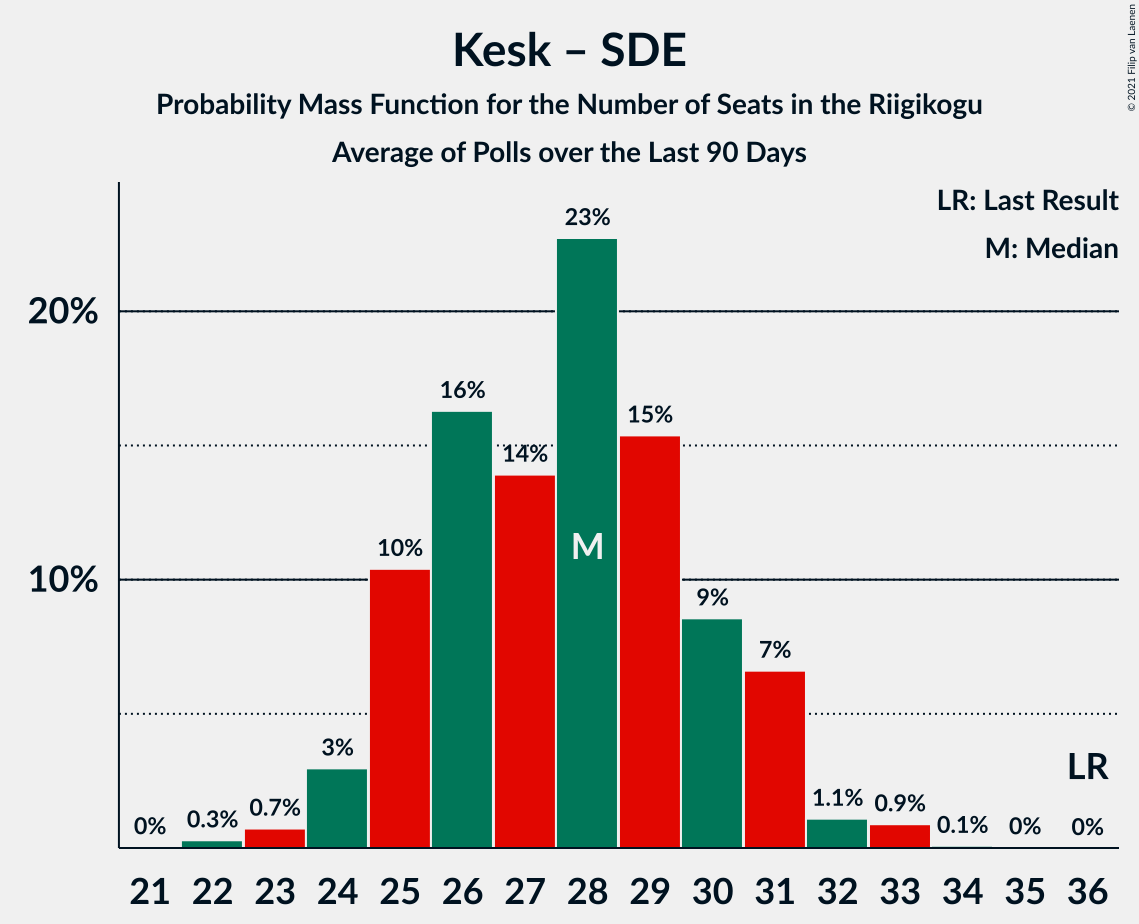 Kesk – SDE
Probability Mass Function for the Number of Seats in the Riigikogu
Average of Polls over the Last 90 Days
© 2021 Filip van Laenen
LR: Last Result
M: Median
20%
10%
0%
0.3%
0.7%
3%
10%
16%
14%
23%
15%
9%
7%
1.1%
0.9%
0.1%
0%
0%
M
LR
21 22 23 24 25 26 27 28 29 30 31 32 33 34 35 36